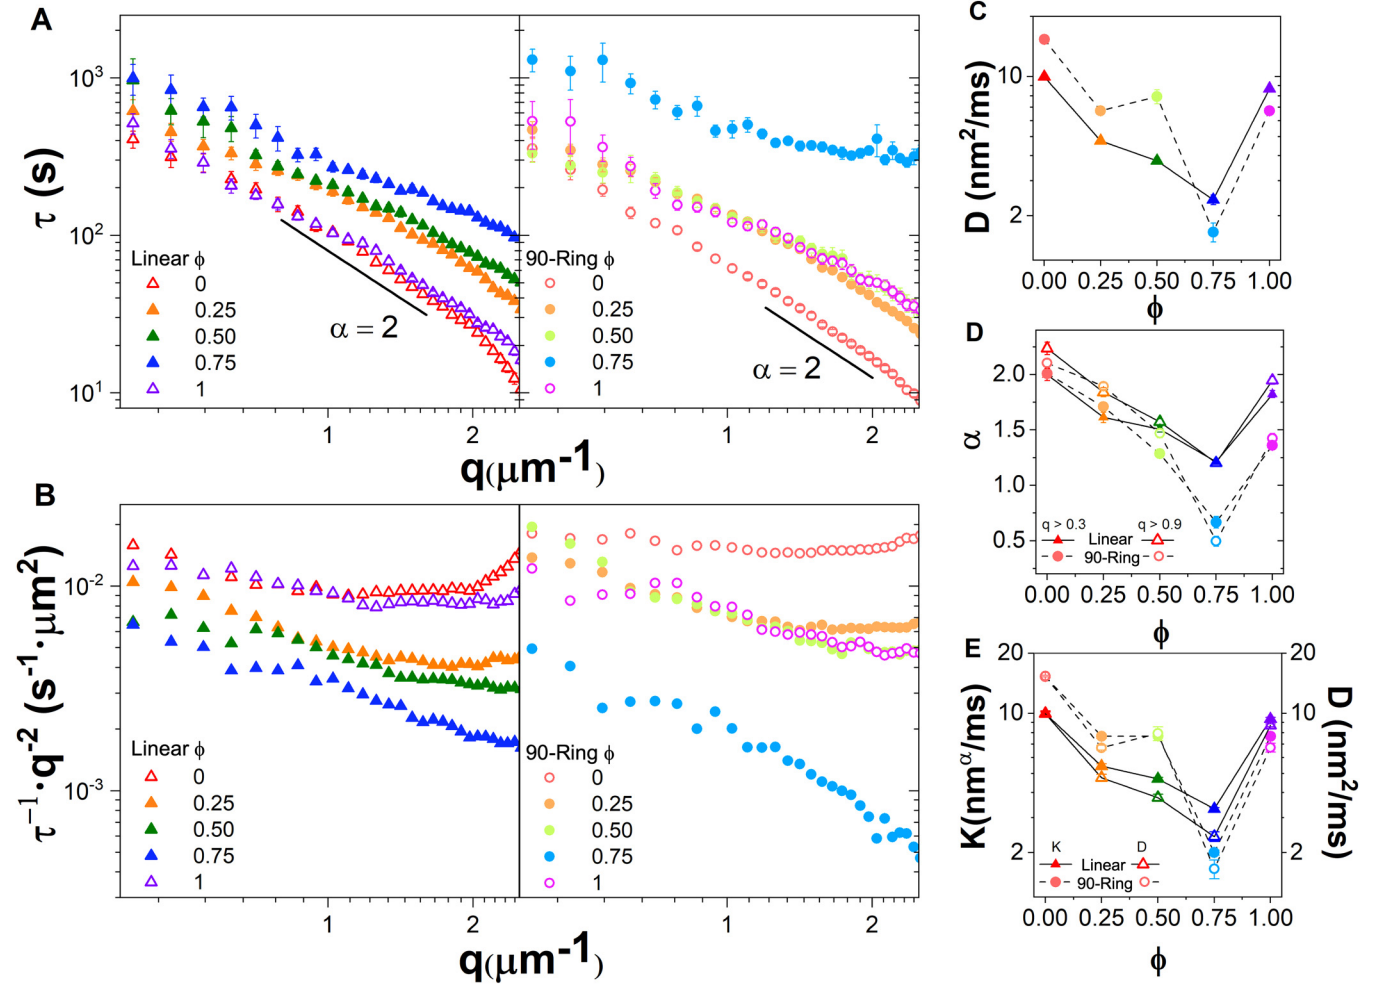 A
τ (s)
10³
10²
10¹
Linear ϕ
0
0.25
0.50
0.75
1
α = 2
90-Ring ϕ
0
0.25
0.50
0.75
1
α = 2
1
2
1
2
q(μm⁻¹)
B
τ⁻¹·q⁻² (s⁻¹·μm²)
10⁻²
10⁻³
Linear ϕ
0
0.25
0.50
0.75
1
90-Ring ϕ
0
0.25
0.50
0.75
1
1
2
1
2
q(μm⁻¹)
C
D (nm²/ms)
10
2
0.00 0.25 0.50 0.75 1.00
ϕ
D
α
2.0
1.5
1.0
0.5
q > 0.3 q > 0.9
Linear
90-Ring
0.00 0.25 0.50 0.75 1.00
ϕ
E
K(nm^α/ms)
20
10
2
20
10
2
D (nm²/ms)
K D
Linear
90-Ring
0.00 0.25 0.50 0.75 1.00
ϕ